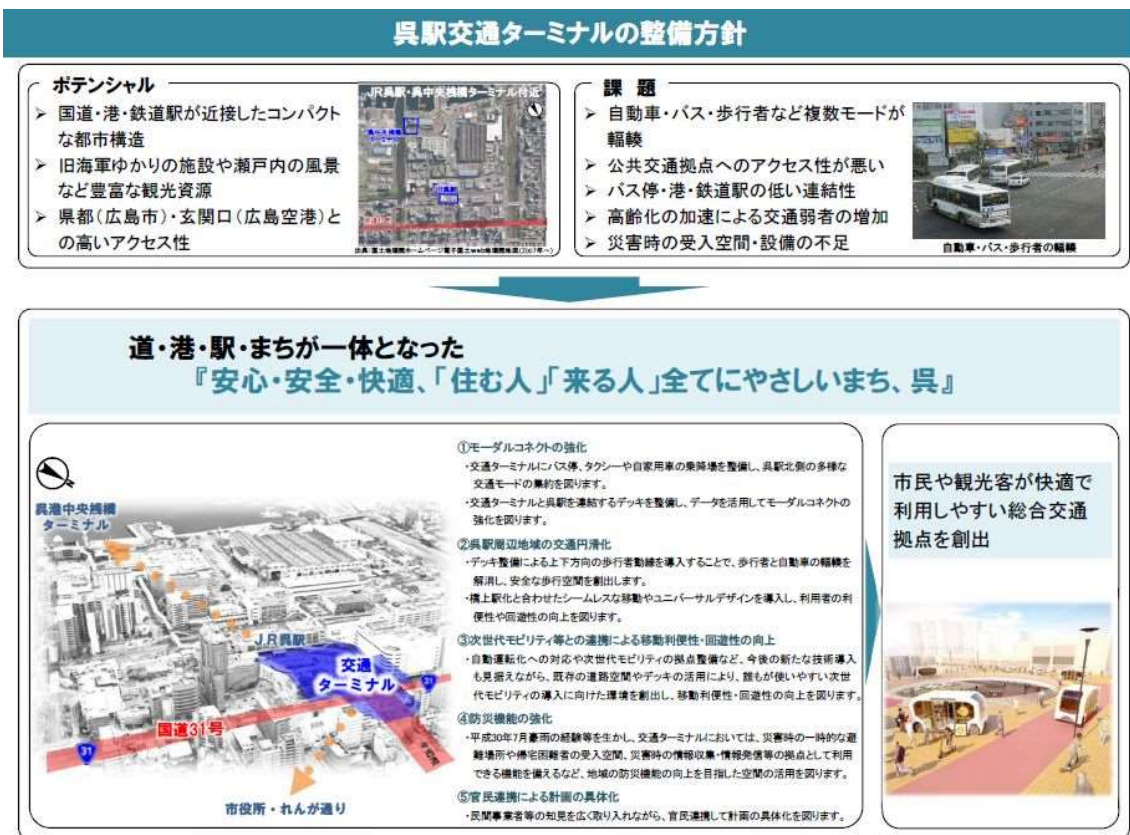 呉駅交通ターミナルの整備方針
ポテンシャル
➢ 国道・港・鉄道駅が近接したコンパクト
な都市構造
➢ 旧海軍ゆかりの施設や瀬戸内の風景
など豊富な観光資源
➢ 県都（広島市）・玄関口（広島空港）と
の高いアクセス性
JR呉駅・呉中央桟橋ターミナル付近
ターミナル
課 題
➢ 自動車・バス・歩行者など複数モードが
輻輳
➢ 公共交通拠点へのアクセス性が悪い
➢ バス停・港・鉄道駅の低い連結性
➢ 高齢化の加速による交通弱者の増加
➢ 災害時の受入空間・設備の不足
自動車・バス・歩行者の輻輳
道・港・駅・まちが一体となった
『安心・安全・快適、「住む人」「来る人」全てにやさしいまち、呉』
呉港中央桟橋
ターミナル
JR呉駅
交通
ターミナル
31
国道31号
31
市役所・れんが通り
①モーダルコネクトの強化
・交通ターミナルにバス停、タクシーや自家用車の乗降場を整備し、呉駅北側の多様な
交通モードの集約を図ります。
・交通ターミナルと呉駅を連結するデッキを整備し、データを活用してモーダルコネクトの
強化を図ります。
②呉駅周辺地域の交通円滑化
・デッキ整備による上下方向の歩行者動線を導入することで、歩行者と自動車の輻輳を
解消し、安全な歩行空間を創出します。
・橋上駅化と合わせたシームレスな移動やユニバーサルデザインを導入し、利用者の利
便性や回遊性の向上を図ります。
③次世代モビリティ等との連携による移動利便性・回遊性の向上
・自動運転化への対応や次世代モビリティの拠点整備など、今後の新たな技術導入
も見据えながら、既存の道路空間やデッキの活用により、誰もが使いやすい次世
代モビリティの導入に向けた環境を創出し、移動利便性・回遊性の向上を図ります。
④防災機能の強化
・平成30年7月豪雨の経験等を生かし、交通ターミナルにおいては、災害時の一時的な避
難場所や帰宅困難者の受入空間、災害時の情報収集・情報発信等の拠点として利用
できる機能を備えるなど、地域の防災機能の向上を目指した空間の活用を図ります。
⑤官民連携による計画の具体化
・民間事業者等の知見を広く取り入れながら、官民連携して計画の具体化を図ります。
市民や観光客が快適で
利用しやすい総合交通
拠点を創出